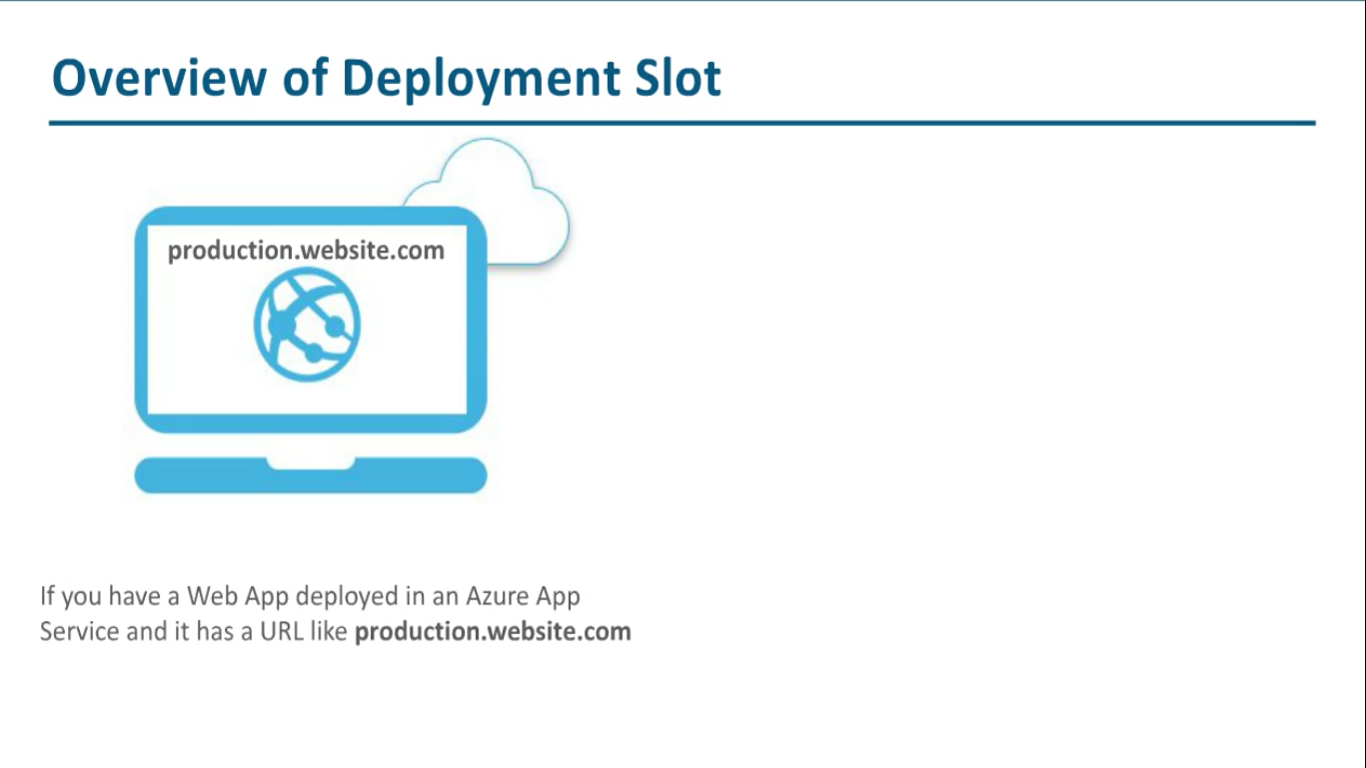 Overview of Deployment Slot
production.website.com
If you have a Web App deployed in an Azure App
Service and it has a URL like production.website.com